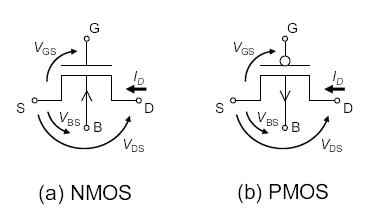 G G
V_GS V_GS
I_D I_D
S D S D
V_BS B V_BS B
V_DS V_DS
(a) NMOS (b) PMOS